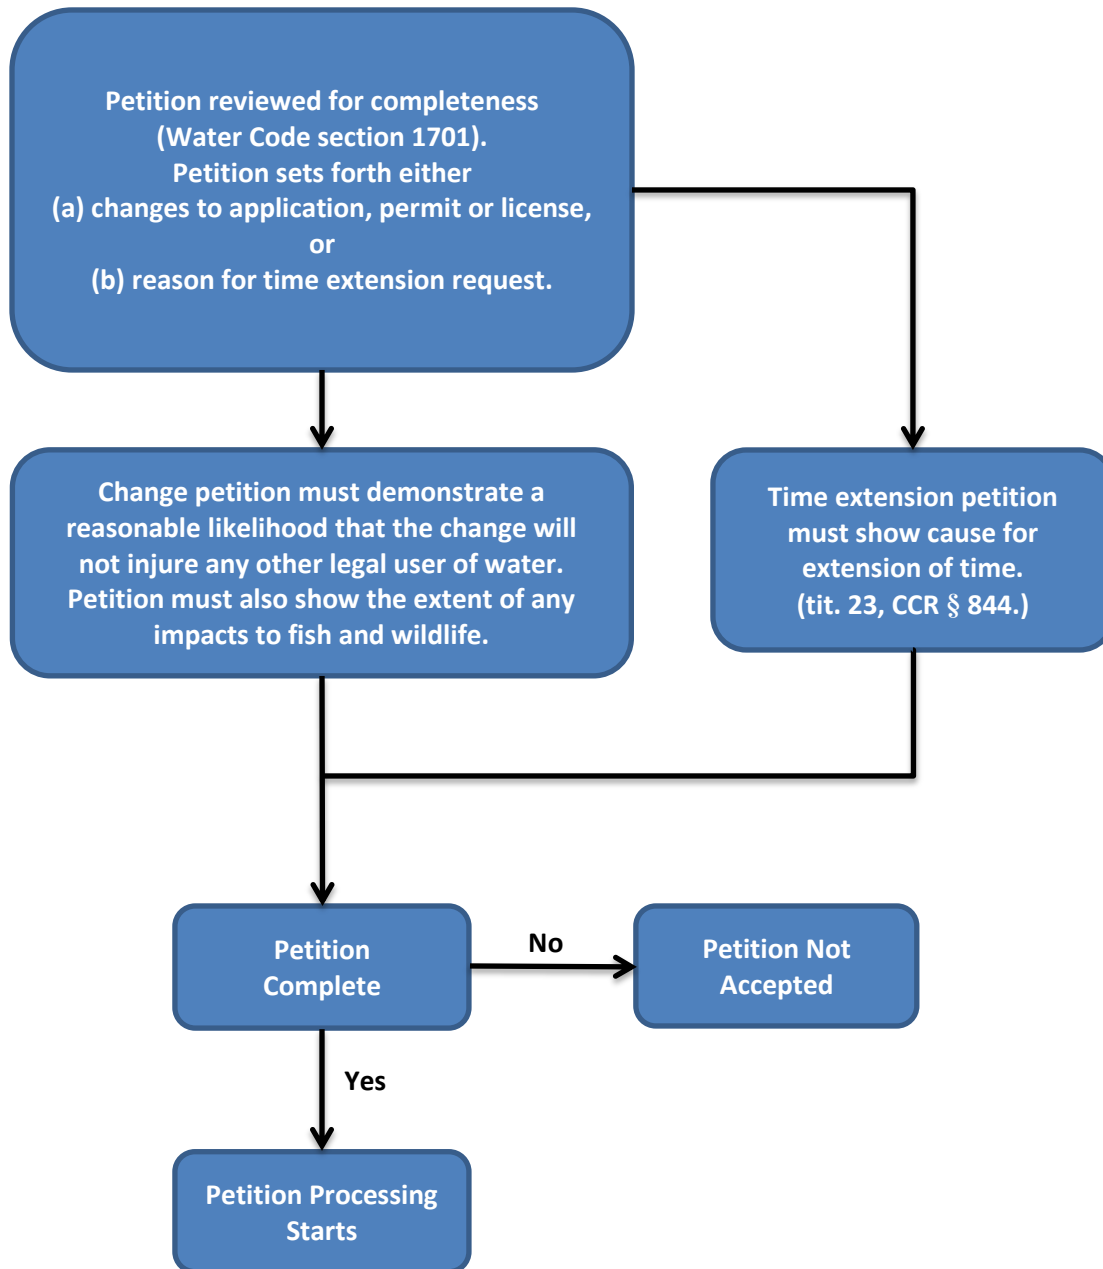 Petition reviewed for completeness
(Water Code section 1701).
Petition sets forth either
(a) changes to application, permit or license,
or
(b) reason for time extension request.
Change petition must demonstrate a
reasonable likelihood that the change will
not injure any other legal user of water.
Petition must also show the extent of any
impacts to fish and wildlife.
Time extension petition
must show cause for
extension of time.
(tit. 23, CCR § 844.)
Petition
Complete
No
Petition Not
Accepted
Yes
Petition Processing
Starts